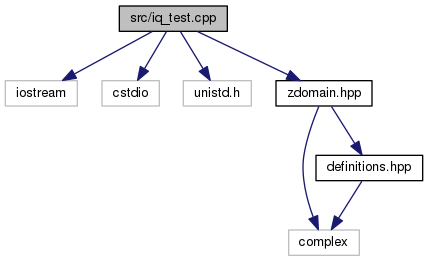 src/iq_test.cpp
iostream
cstdio
unistd.h
zdomain.hpp
definitions.hpp
complex